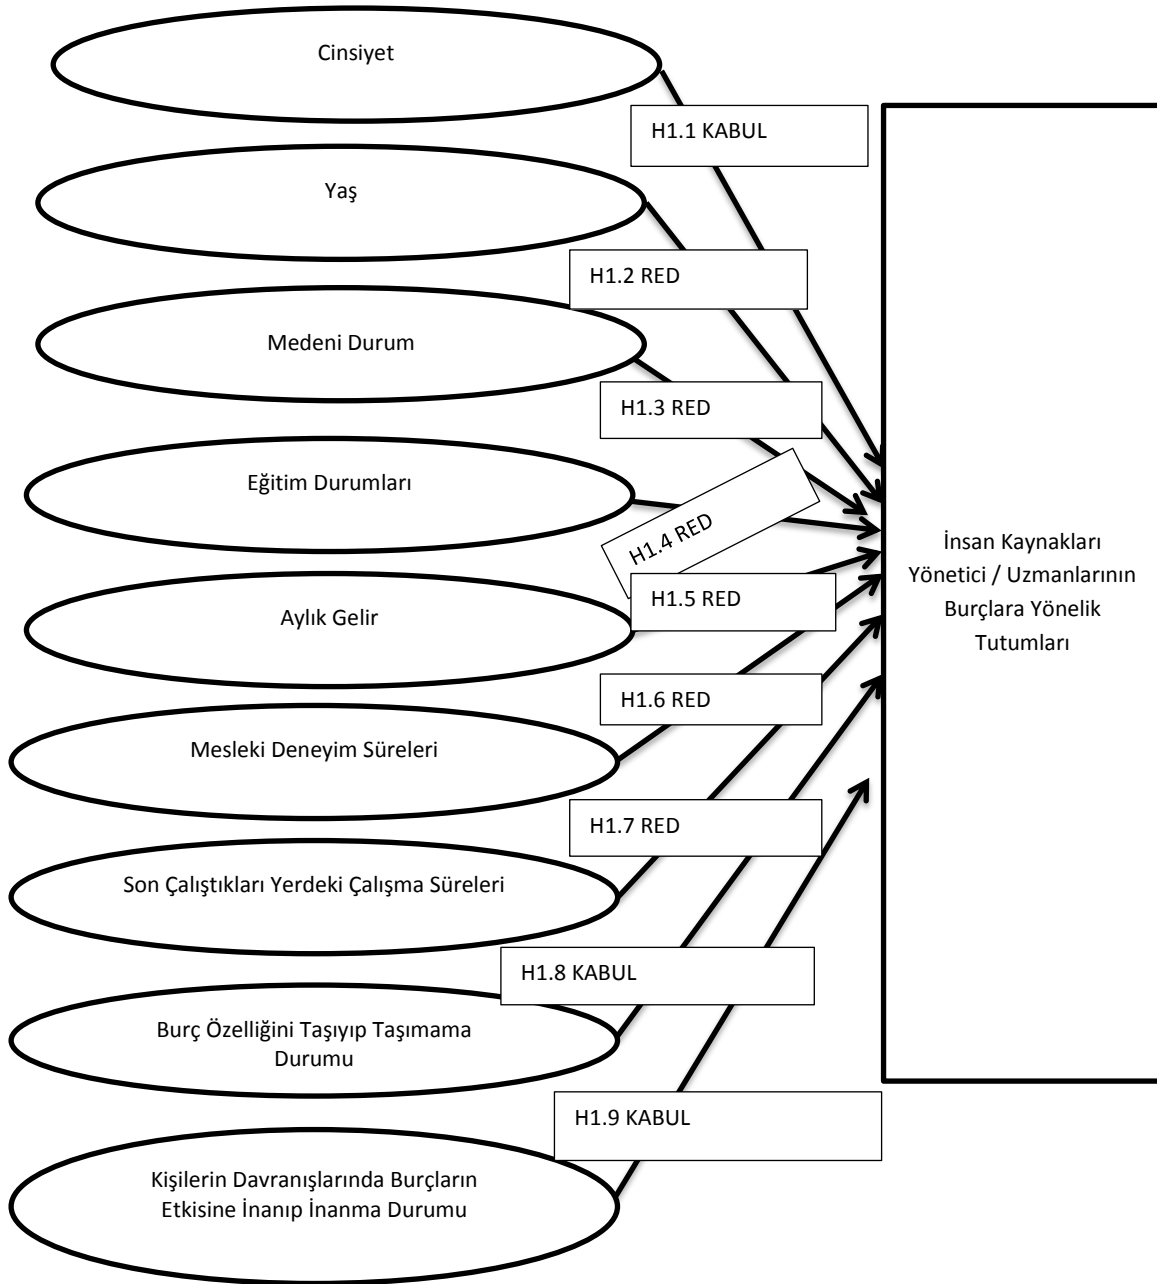 Cinsiyet
H1.1 KABUL
Yaş
H1.2 RED
Medeni Durum
H1.3 RED
Eğitim Durumları
H1.4 RED
Aylık Gelir
H1.5 RED
Mesleki Deneyim Süreleri
H1.6 RED
Son Çalıştıkları Yerdeki Çalışma Süreleri
H1.7 RED
Burç Özelliğini Taşıyıp Taşımama
Durumu
H1.8 KABUL
Kişilerin Davranışlarında Burçların
Etkisine İnanıp İnanma Durumu
H1.9 KABUL
İnsan Kaynakları
Yönetici / Uzmanlarının
Burçlara Yönelik
Tutumları